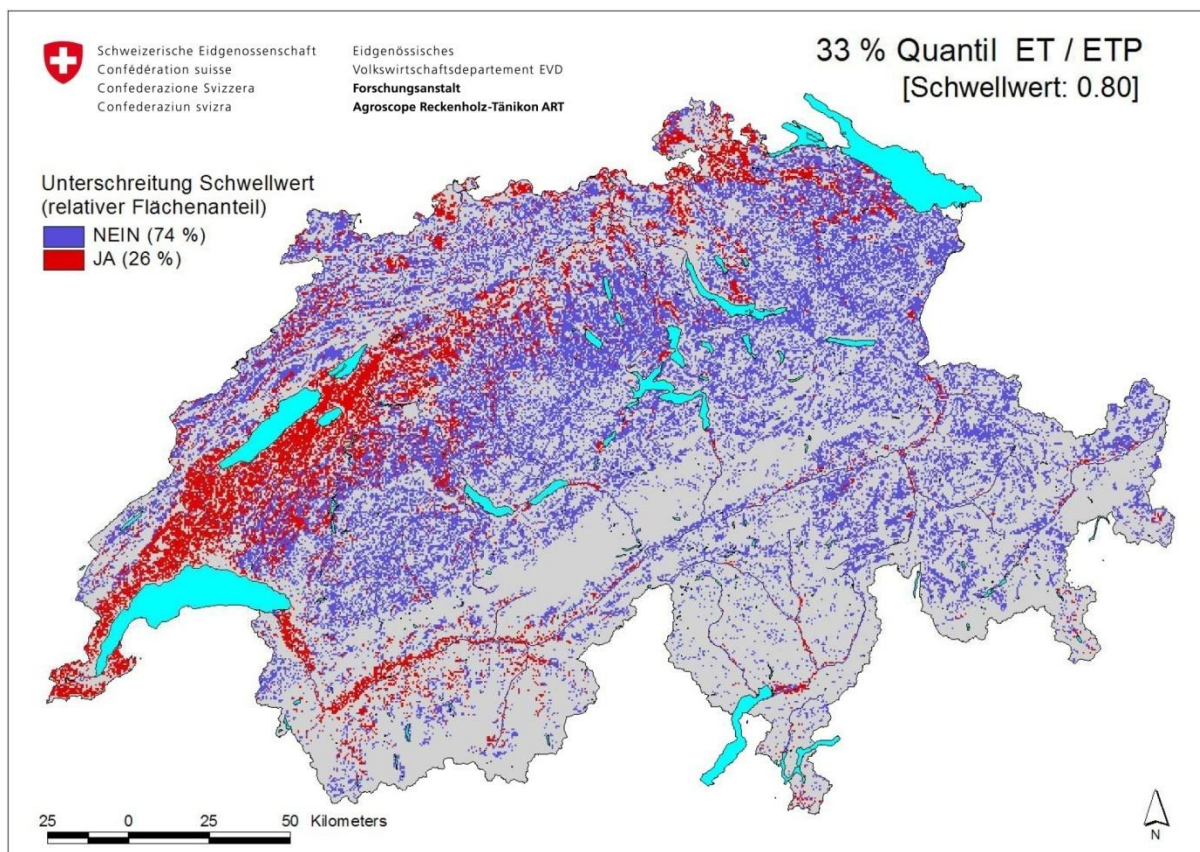 Schweizerische Eidgenossenschaft
Confédération suisse
Confederazione Svizzera
Confederaziun svizra
Eidgenössisches
Volkswirtschaftsdepartement EVD
Forschungsanstalt
Agroscope Reckenholz-Tänikon ART
33 % Quantil ET / ETP
[Schwellwert: 0.80]
Unterschreitung Schwellwert
(relativer Flächenanteil)
NEIN (74 %)
JA (26 %)
25 0 25 50 Kilometers
N